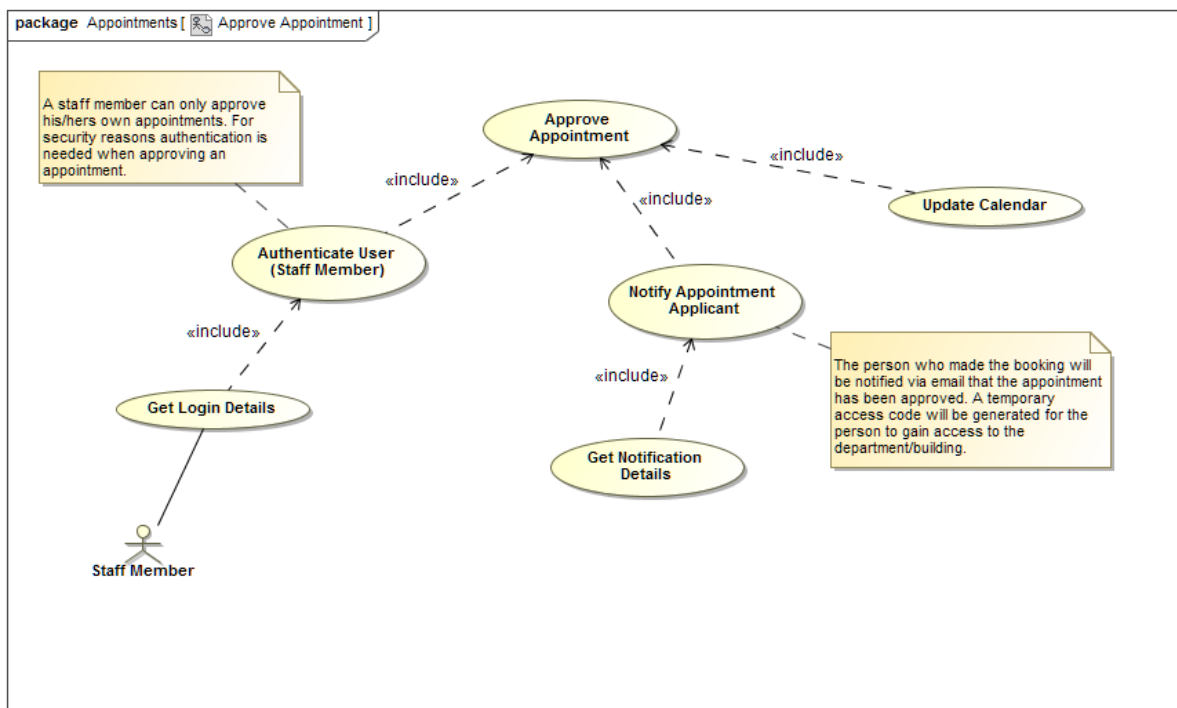 package Appointments [ Approve Appointment ]
A staff member can only approve
his/hers own appointments. For
security reasons authentication is
needed when approving an
appointment.
Approve
Appointment
«include»
«include»
«include»
Update Calendar
Authenticate User
(Staff Member)
Notify Appointment
Applicant
«include»
«include»
The person who made the booking will
be notified via email that the appointment
has been approved. A temporary
access code will be generated for the
person to gain access to the
department/building.
Get Login Details
Get Notification
Details
Staff Member